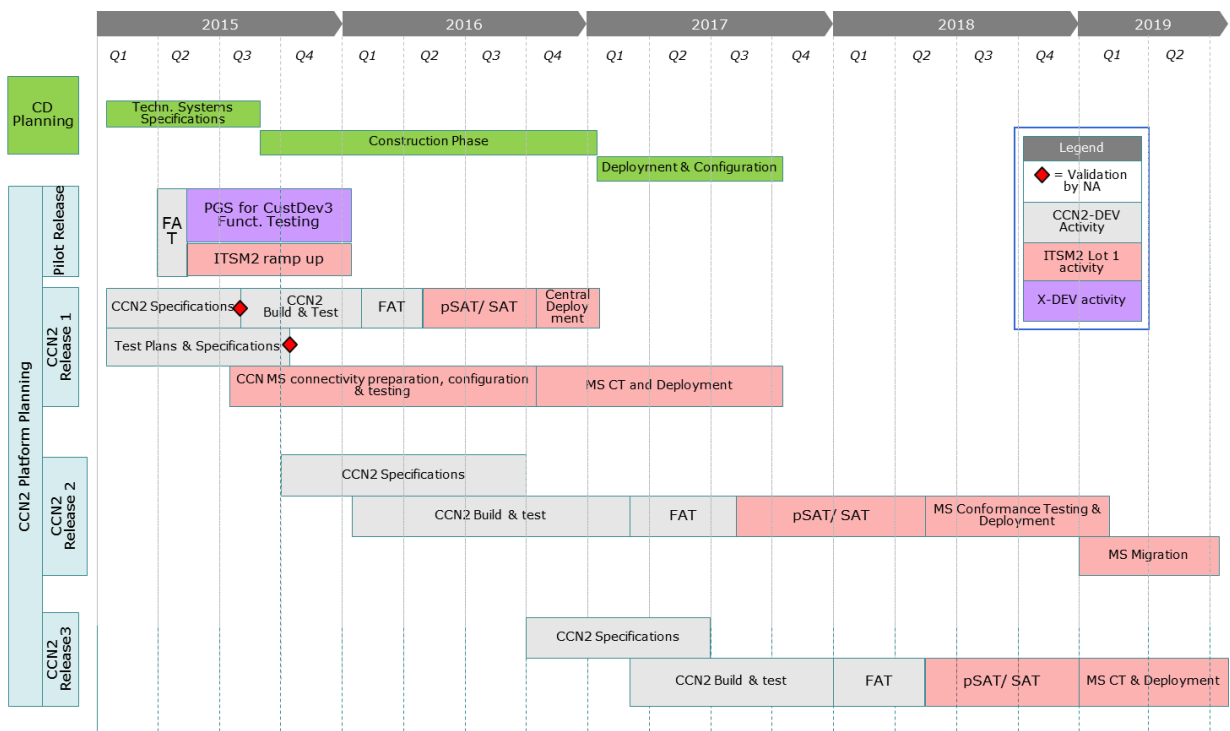 2015
2016
2017
2018
2019
Q1
Q2
Q3
Q4
Q1
Q2
Q3
Q4
Q1
Q2
Q3
Q4
Q1
Q2
Q3
Q4
Q1
Q2
CD
Planning
Techn. Systems
Specifications
Construction Phase
Deployment & Configuration
Legend
= Validation
by NA
CCN2-DEV
Activity
ITSM2 Lot 1
activity
X-DEV activity
CCN2 Platform Planning
Pilot Release
FA
T
PGS for CustDev3
Funct. Testing
ITSM2 ramp up
CCN2
Release 1
CCN2 Specifications
CCN2
Build & Test
FAT
pSAT/ SAT
Central
Deploy
ment
Test Plans & Specifications
CCN MS connectivity preparation, configuration
& testing
MS CT and Deployment
CCN2
Release 2
CCN2 Specifications
CCN2 Build & test
FAT
pSAT/ SAT
MS Conformance Testing &
Deployment
MS Migration
CCN2
Release3
CCN2 Specifications
CCN2 Build & test
FAT
pSAT/ SAT
MS CT & Deployment